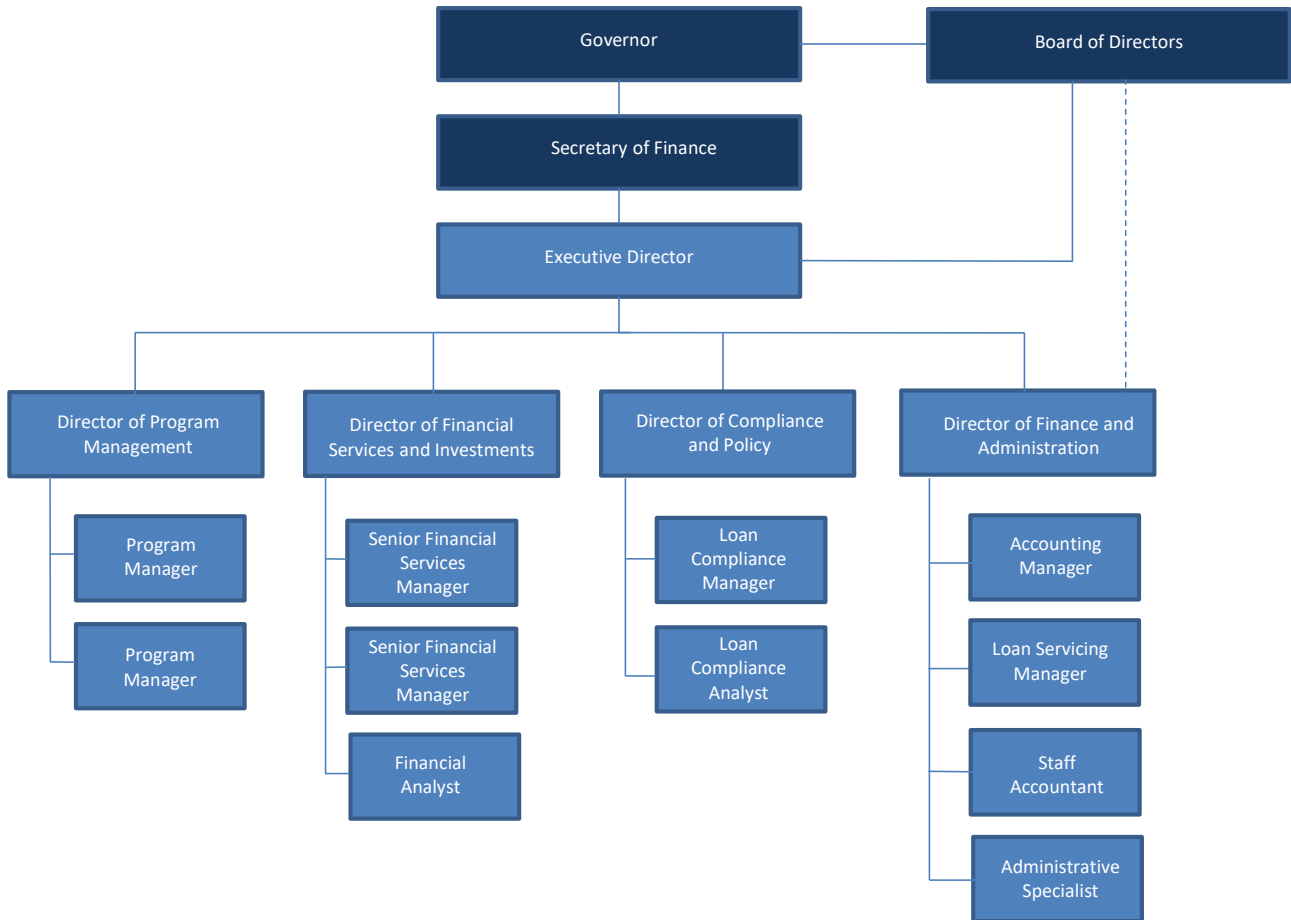 Governor
Board of Directors
Secretary of Finance
Executive Director
Director of Program
Management
Director of Financial
Services and Investments
Director of Compliance
and Policy
Director of Finance and
Administration
Program
Manager
Program
Manager
Senior Financial
Services
Manager
Senior Financial
Services
Manager
Financial
Analyst
Loan
Compliance
Manager
Loan
Compliance
Analyst
Accounting
Manager
Loan Servicing
Manager
Staff
Accountant
Administrative
Specialist